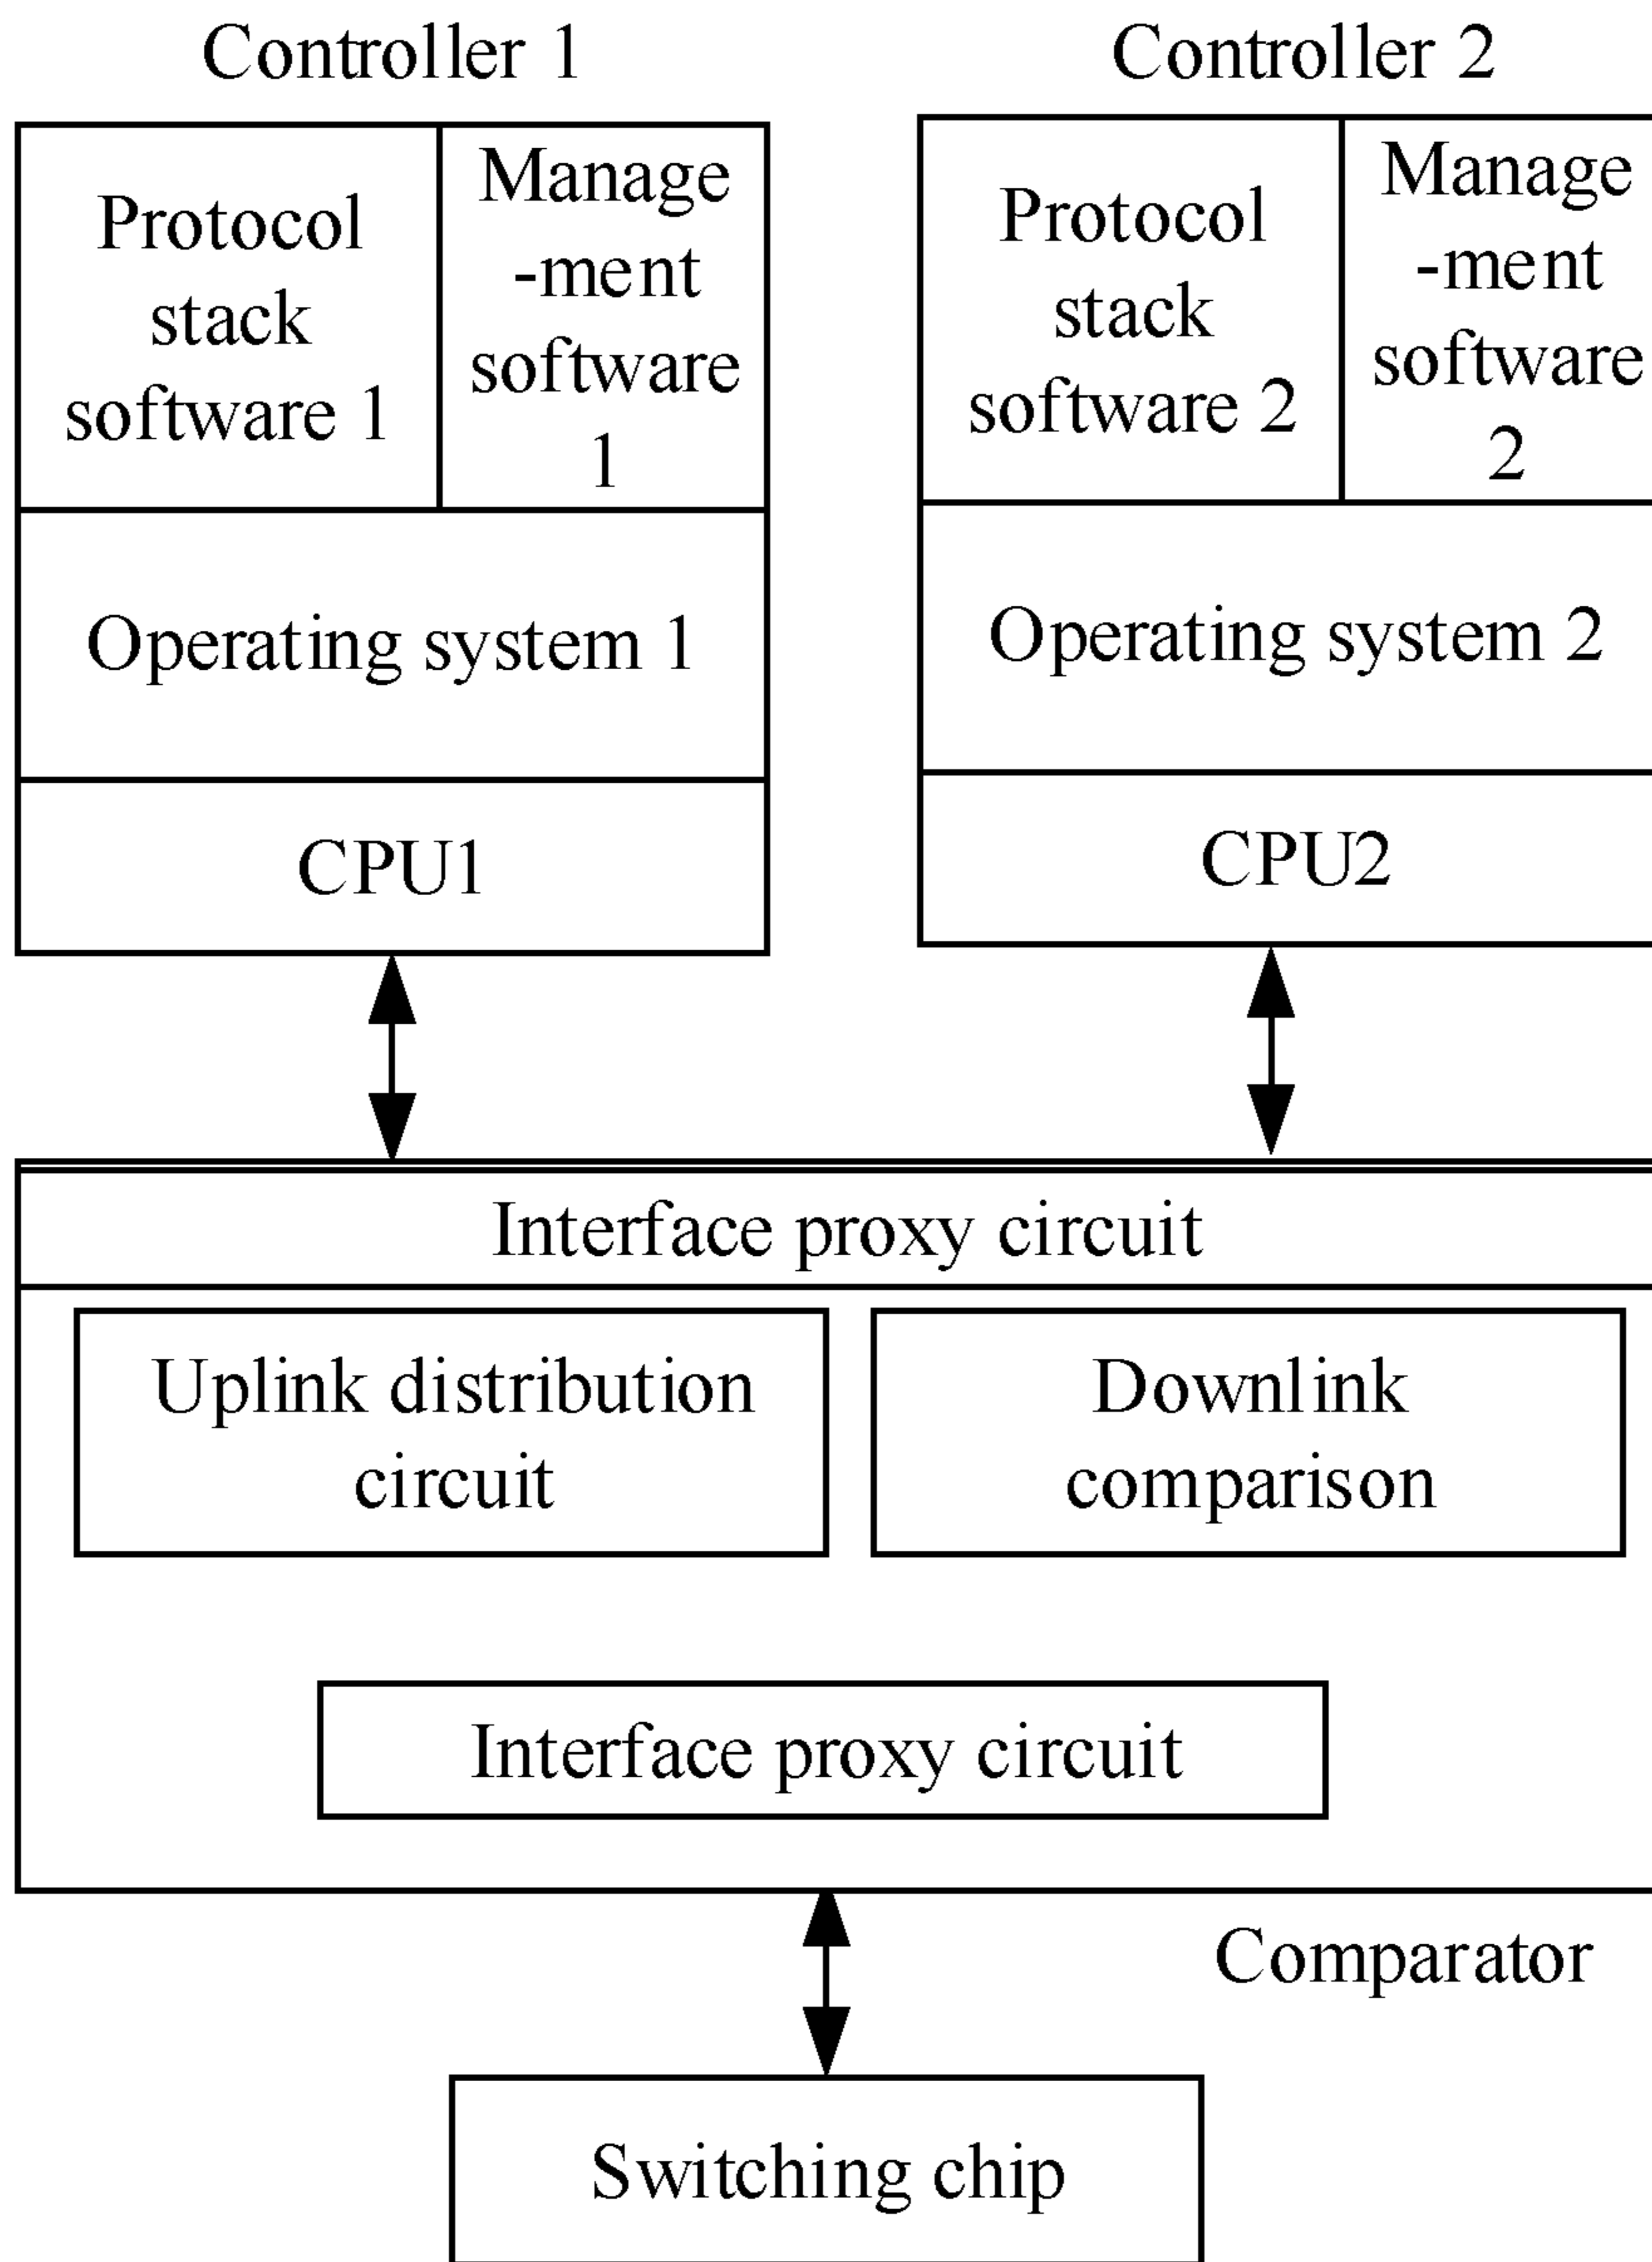 Controller 1
Controller 2
Protocol
stack
software 1
Manage
-ment
software
1
Protocol
stack
software 2
Manage
-ment
software
2
Operating system 1
Operating system 2
CPU1
CPU2
Interface proxy circuit
Uplink distribution
circuit
Downlink
comparison
Interface proxy circuit
Comparator
Switching chip